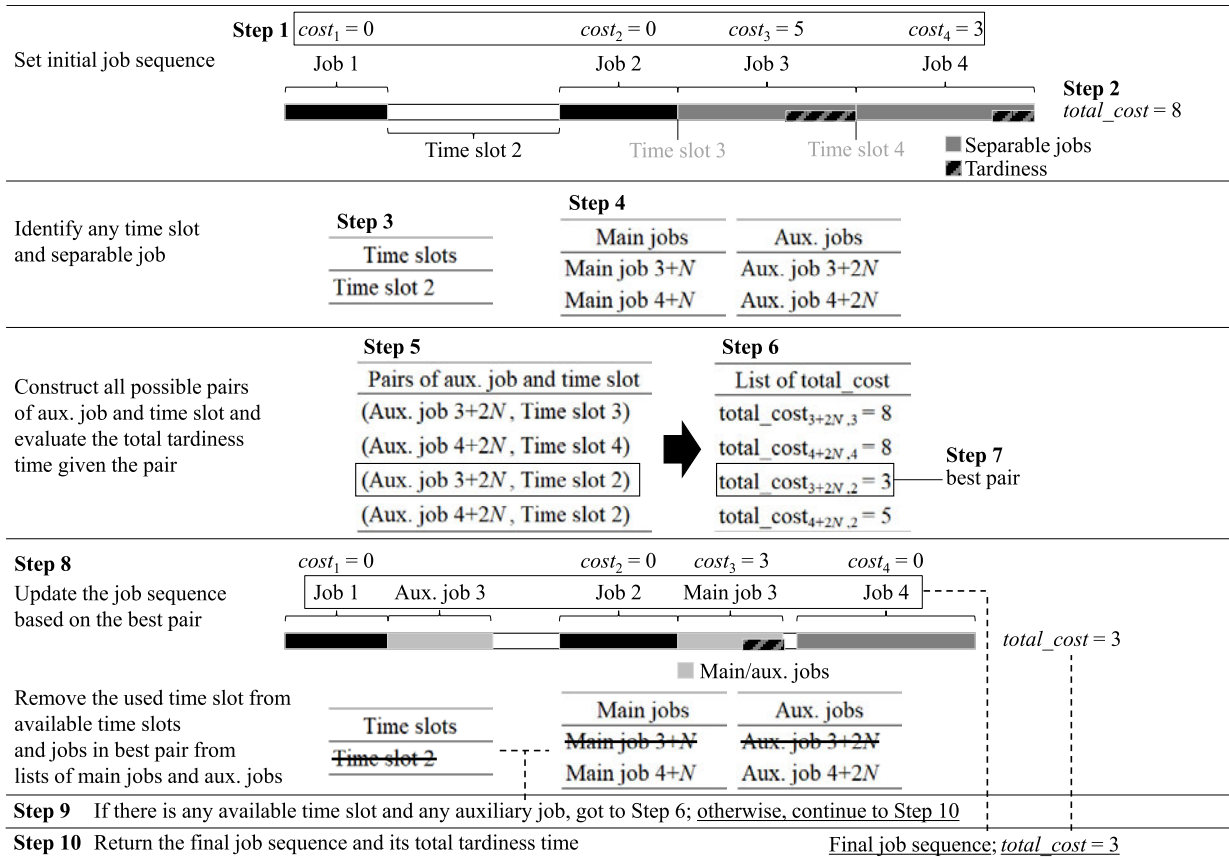 Step 1 cost1 = 0 cost2 = 0 cost3 = 5 cost4 = 3
Set initial job sequence
Job 1 Job 2 Job 3 Job 4
Step 2
total_cost = 8
Time slot 2 Time slot 3 Time slot 4
Separable jobs
Tardiness
Identify any time slot
and separable job
Step 3
Time slots
Time slot 2
Step 4
Main jobs Aux. jobs
Main job 3+N Aux. job 3+2N
Main job 4+N Aux. job 4+2N
Construct all possible pairs
of aux. job and time slot and
evaluate the total tardiness
time given the pair
Step 5
Pairs of aux. job and time slot
(Aux. job 3+2N, Time slot 3)
(Aux. job 4+2N, Time slot 4)
(Aux. job 3+2N, Time slot 2)
(Aux. job 4+2N, Time slot 2)
Step 6
List of total_cost
total_cost3+2N,3 = 8
total_cost4+2N,4 = 8
total_cost3+2N,2 = 3
total_cost4+2N,2 = 5
Step 7
best pair
Step 8
Update the job sequence
based on the best pair
cost1 = 0 cost2 = 0 cost3 = 3 cost4 = 0
Job 1 Aux. job 3 Job 2 Main job 3 Job 4
total_cost = 3
Main/aux. jobs
Remove the used time slot from
available time slots
and jobs in best pair from
lists of main jobs and aux. jobs
Time slots
Time slot 2
Main jobs Aux. jobs
Main job 3+N Aux. job 3+2N
Main job 4+N Aux. job 4+2N
Step 9 If there is any available time slot and any auxiliary job, got to Step 6; otherwise, continue to Step 10
Step 10 Return the final job sequence and its total tardiness time Final job sequence; total_cost = 3